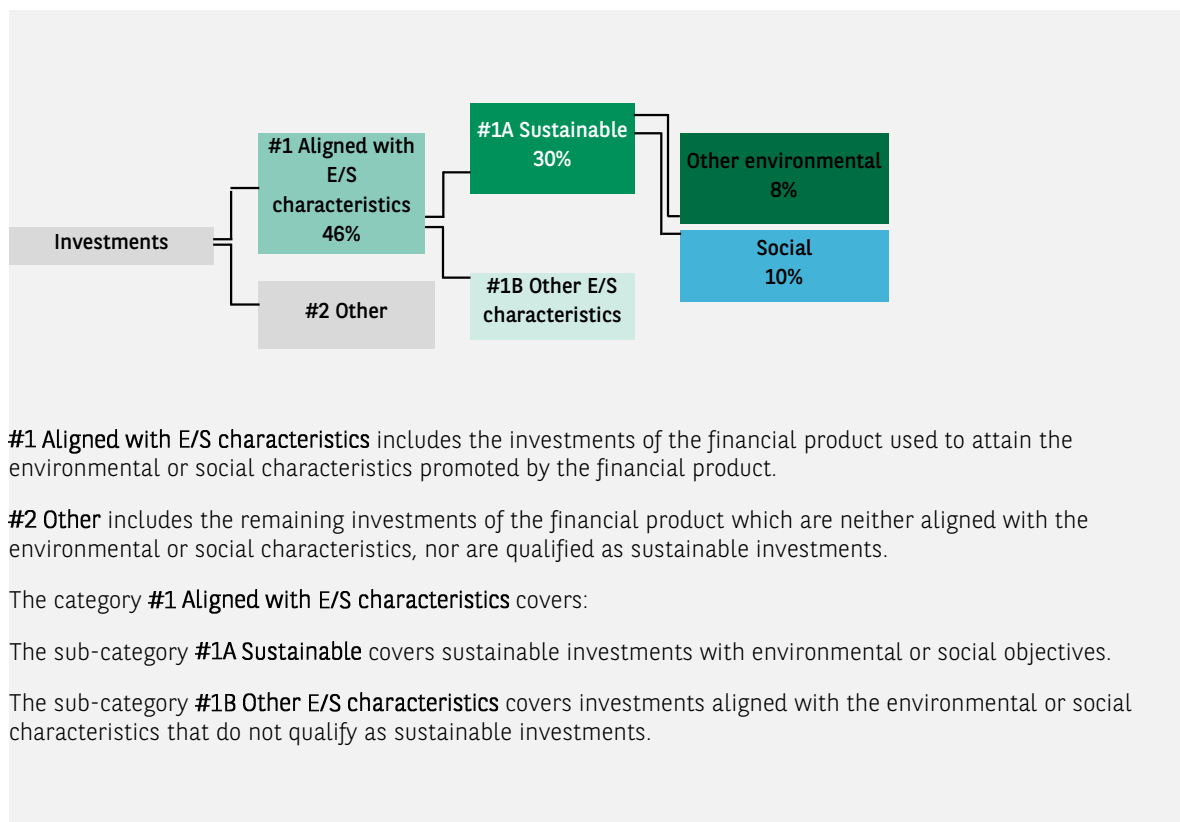 Investments
#1 Aligned with
E/S
characteristics
46%
#2 Other
#1A Sustainable
30%
#1B Other E/S
characteristics
Other environmental
8%
Social
10%
#1 Aligned with E/S characteristics includes the investments of the financial product used to attain the
environmental or social characteristics promoted by the financial product.
#2 Other includes the remaining investments of the financial product which are neither aligned with the
environmental or social characteristics, nor are qualified as sustainable investments.
The category #1 Aligned with E/S characteristics covers:
The sub-category #1A Sustainable covers sustainable investments with environmental or social objectives.
The sub-category #1B Other E/S characteristics covers investments aligned with the environmental or social
characteristics that do not qualify as sustainable investments.